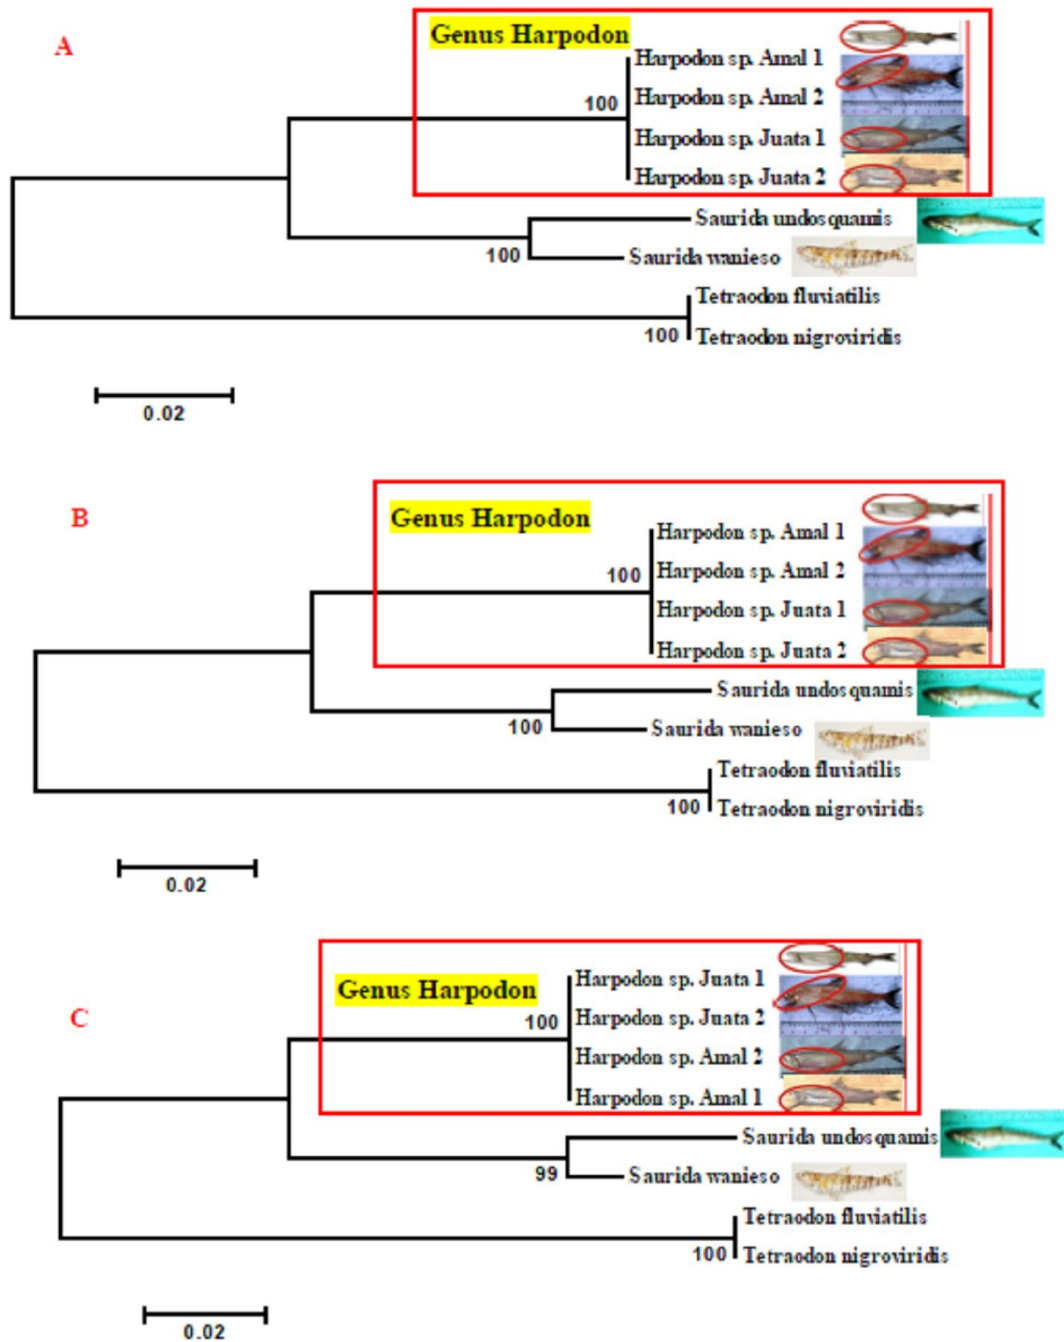 A
Genus Harpodon
Harpodon sp. Amal 1
100
Harpodon sp. Amal 2
Harpodon sp. Juata 1
Harpodon sp. Juata 2
Saurida undosquamis
100
Saurida wanieso
Tetraodon fluviatilis
100
Tetraodon nigroviridis
0.02
B
Genus Harpodon
Harpodon sp. Amal 1
100
Harpodon sp. Amal 2
Harpodon sp. Juata 1
Harpodon sp. Juata 2
Saurida undosquamis
100
Saurida wanieso
Tetraodon fluviatilis
100
Tetraodon nigroviridis
0.02
C
Genus Harpodon
Harpodon sp. Juata 1
100
Harpodon sp. Juata 2
Harpodon sp. Amal 2
Harpodon sp. Amal 1
Saurida undosquamis
99
Saurida wanieso
Tetraodon fluviatilis
100
Tetraodon nigroviridis
0.02